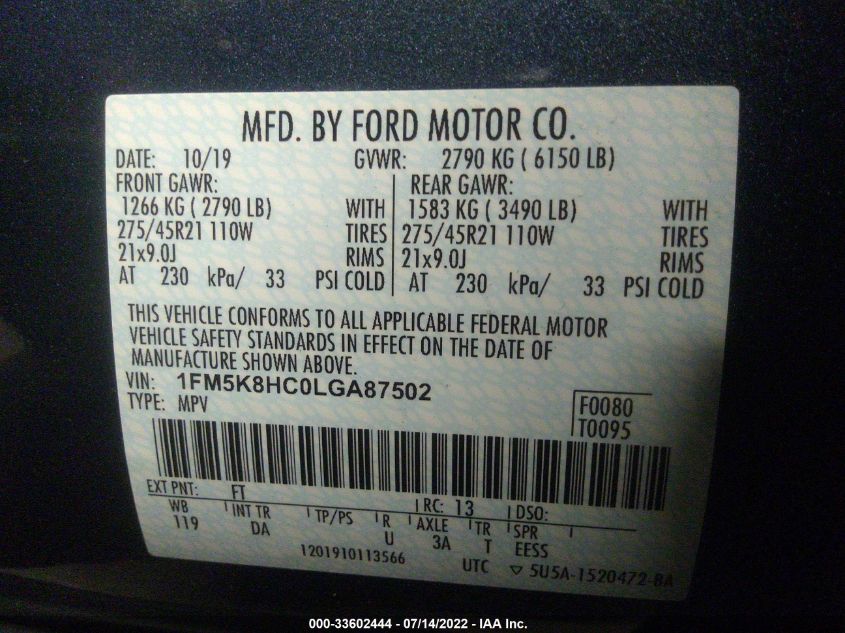 MFD. BY FORD MOTOR CO.
DATE: 10/19 GVWR: 2790 KG ( 6150 LB)
FRONT GAWR: REAR GAWR:
1266 KG ( 2790 LB) WITH 1583 KG ( 3490 LB) WITH
275/45R21 110W TIRES 275/45R21 110W TIRES
21x9.0J RIMS 21x9.0J RIMS
AT 230 kPa/ 33 PSI COLD AT 230 kPa/ 33 PSI COLD
THIS VEHICLE CONFORMS TO ALL APPLICABLE FEDERAL MOTOR
VEHICLE SAFETY STANDARDS IN EFFECT ON THE DATE OF
MANUFACTURE SHOWN ABOVE.
VIN: 1FM5K8HC0LGA87502
TYPE: MPV
F0080
T0095
EXT PNT: FT RC: 13 DSO:
WB INT TR TP/PS R AXLE TR SPR
119 DA U 3A T EESS
1201910113566 UTC ▽ 5U5A-1520472-BA
000-33602444 - 07/14/2022 - IAA Inc.